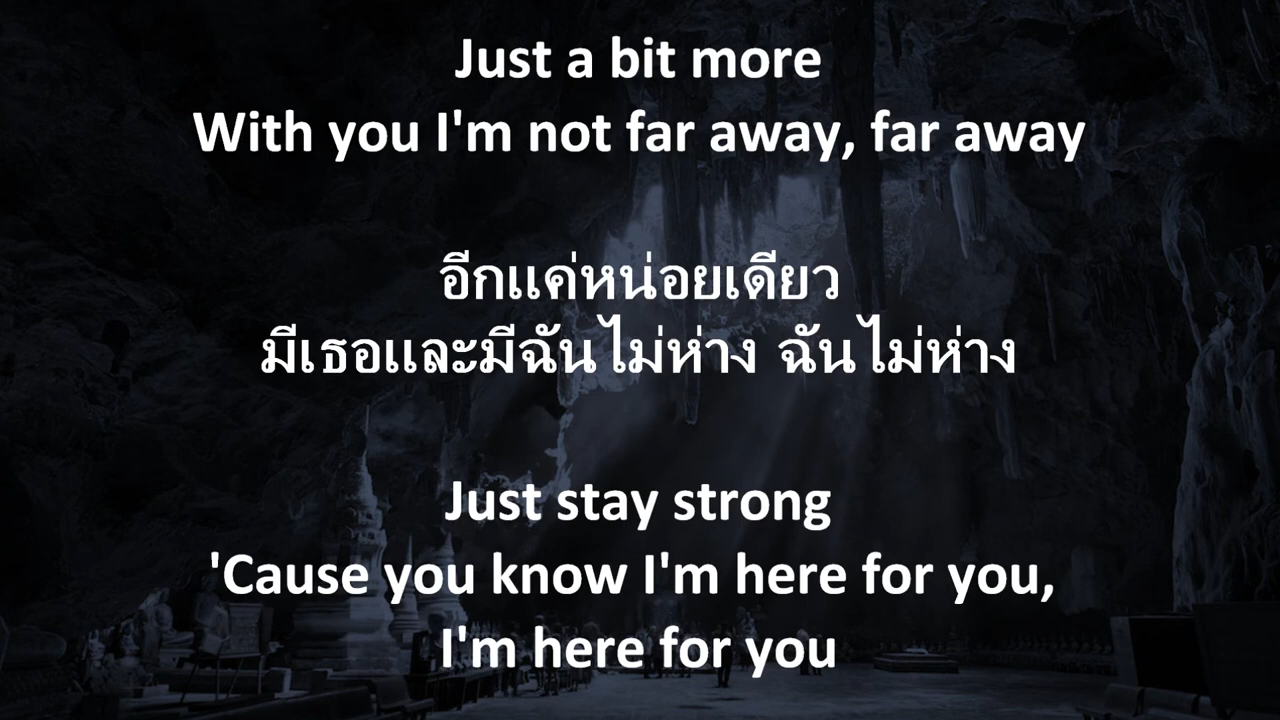 Just a bit more
With you I'm not far away, far away
อีกแค่หน่อยเดียว
มีเธอและมีฉันไม่ห่าง ฉันไม่ห่าง
Just stay strong
'Cause you know I'm here for you,
I'm here for you